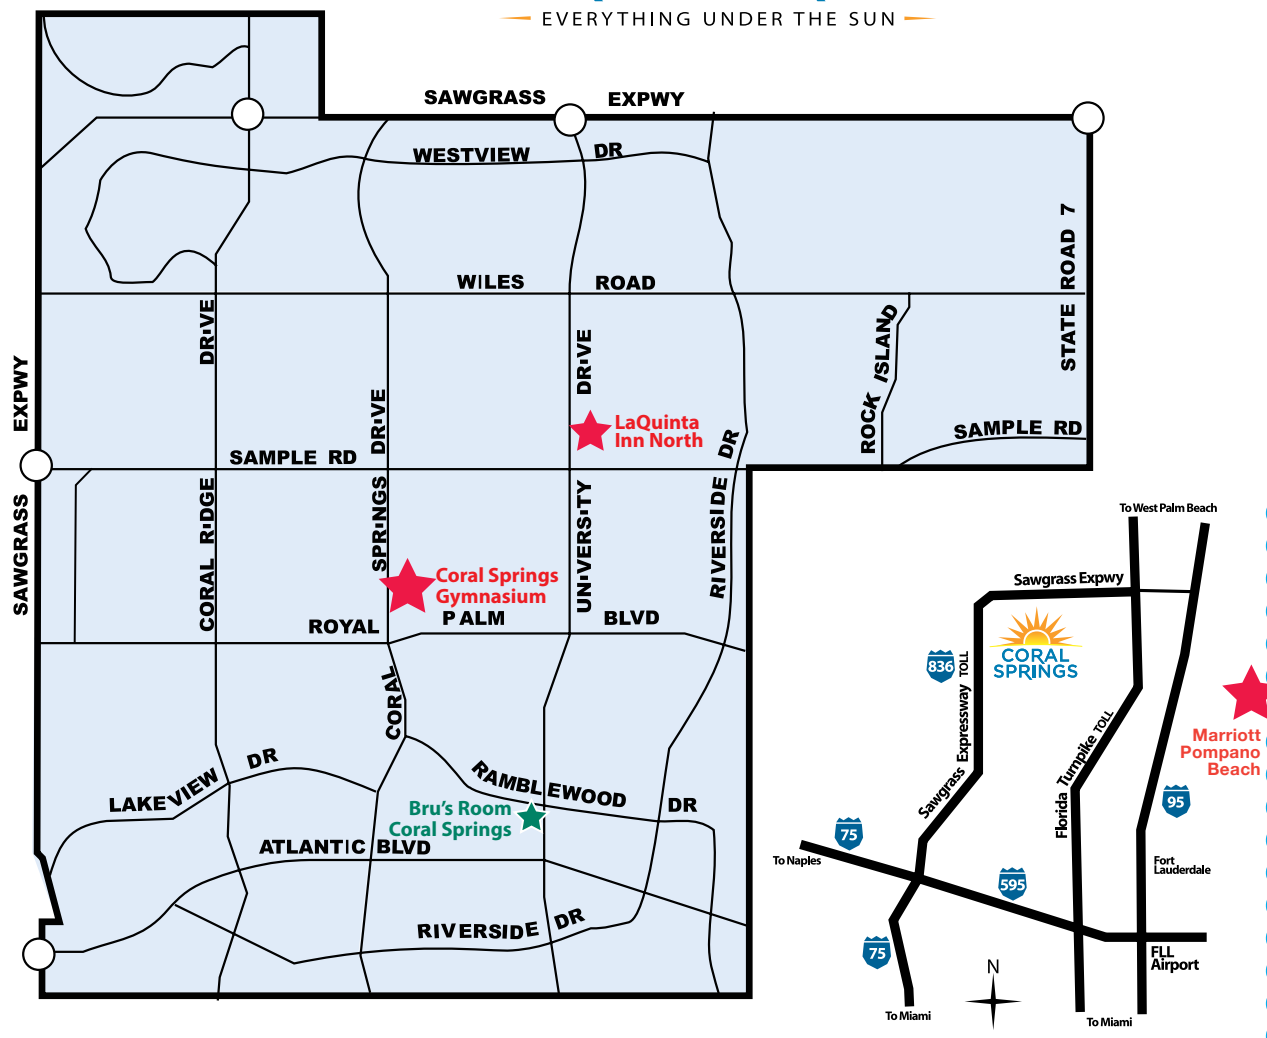 EVERYTHING UNDER THE SUN
SAWGRASS EXPWY
WESTVIEW DR
STATE ROAD 7
WILES ROAD
CORAL RIDGE DRIVE
CORAL SPRINGS DRIVE
UNIVERSITY DRIVE
ROCK ISLAND
SAWGRASS EXPWY
LaQuinta
Inn North
SAMPLE RD
SAMPLE RD
RIVERSIDE DR
Coral Springs
Gymnasium
ROYAL PALM BLVD
LAKEVIEW DR
RAMBLEWOOD DR
Bru's Room
Coral Springs
ATLANTIC BLVD
RIVERSIDE DR
To West Palm Beach
Sawgrass Expwy
CORAL
SPRINGS
836
Sawgrass Expressway TOLL
Florida Turnpike TOLL
Marriott
Pompano
Beach
95
75
To Naples
595
Fort
Lauderdale
75
FLL
Airport
N
To Miami
To Miami